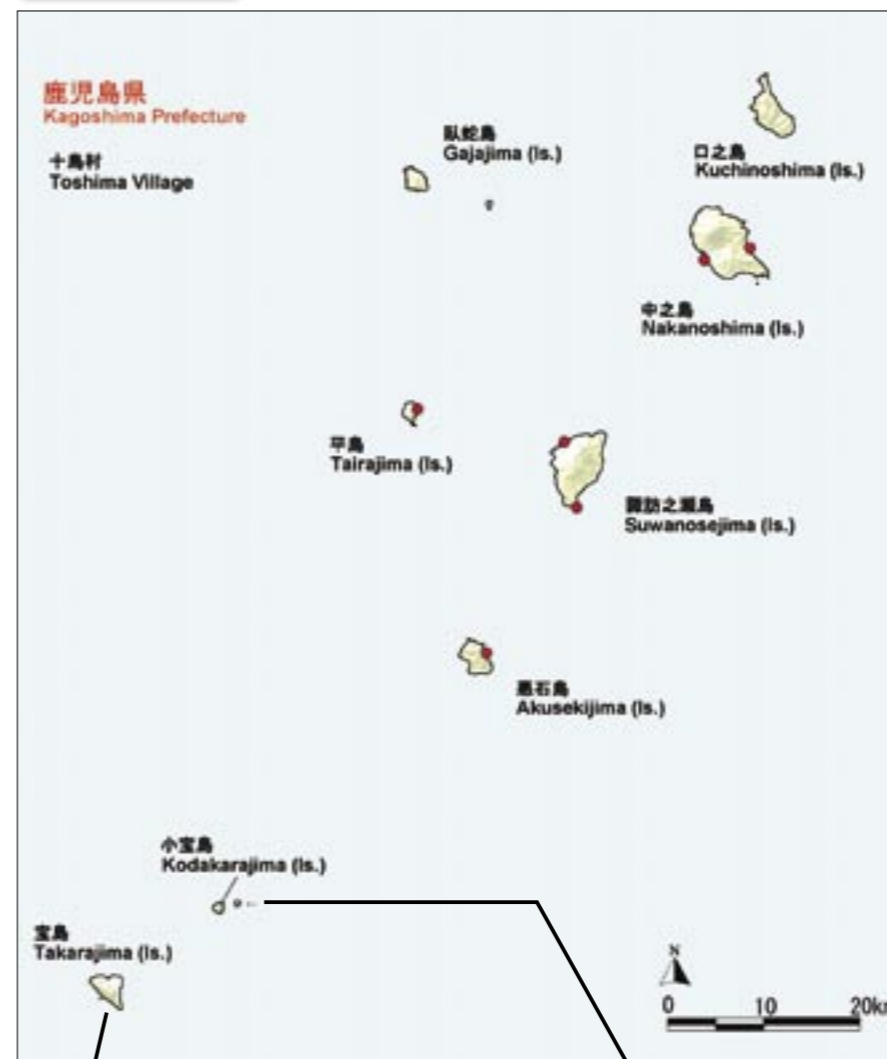 鹿児島県
Kagoshima Prefecture
十島村
Toshima Village
臥蛇島
Gajajima (Is.)
口之島
Kuchinoshima (Is.)
中之島
Nakanoshima (Is.)
平島
Tairajima (Is.)
諏訪之瀬島
Suwanosejima (Is.)
悪石島
Akusekijima (Is.)
小宝島
Kodakarajima (Is.)
宝島
Takarajima (Is.)
N
0 10 20km